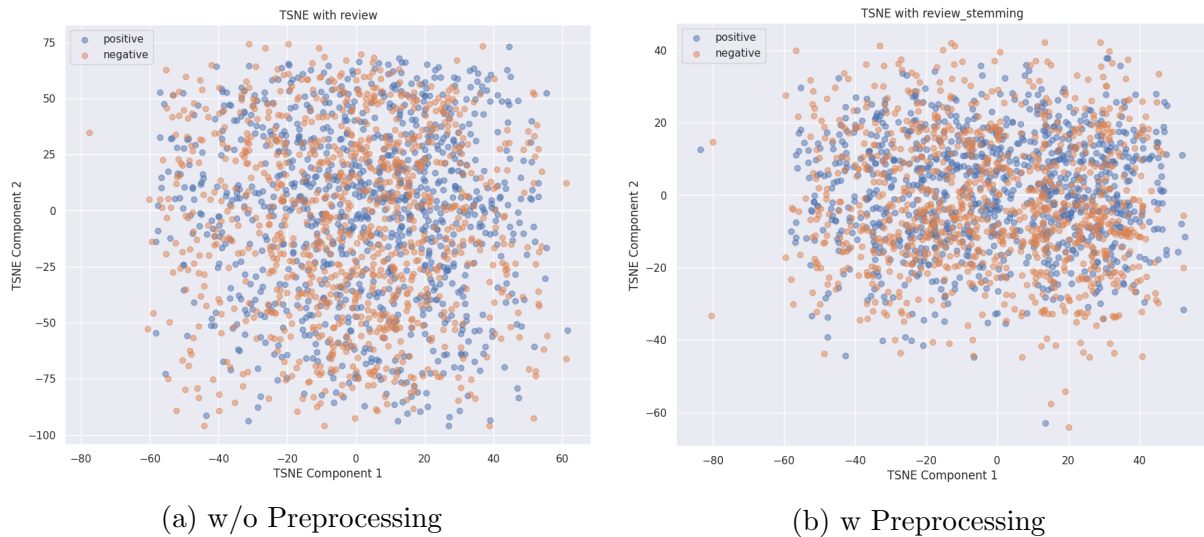 TSNE with review
positive
negative
75
50
25
0
−25
−50
−75
−100
TSNE Component 2
−80
−60
−40
−20
0
20
40
60
TSNE Component 1
(a) w/o Preprocessing
TSNE with review_stemming
positive
negative
40
20
0
−20
−40
−60
TSNE Component 2
−80
−60
−40
−20
0
20
40
TSNE Component 1
(b) w Preprocessing